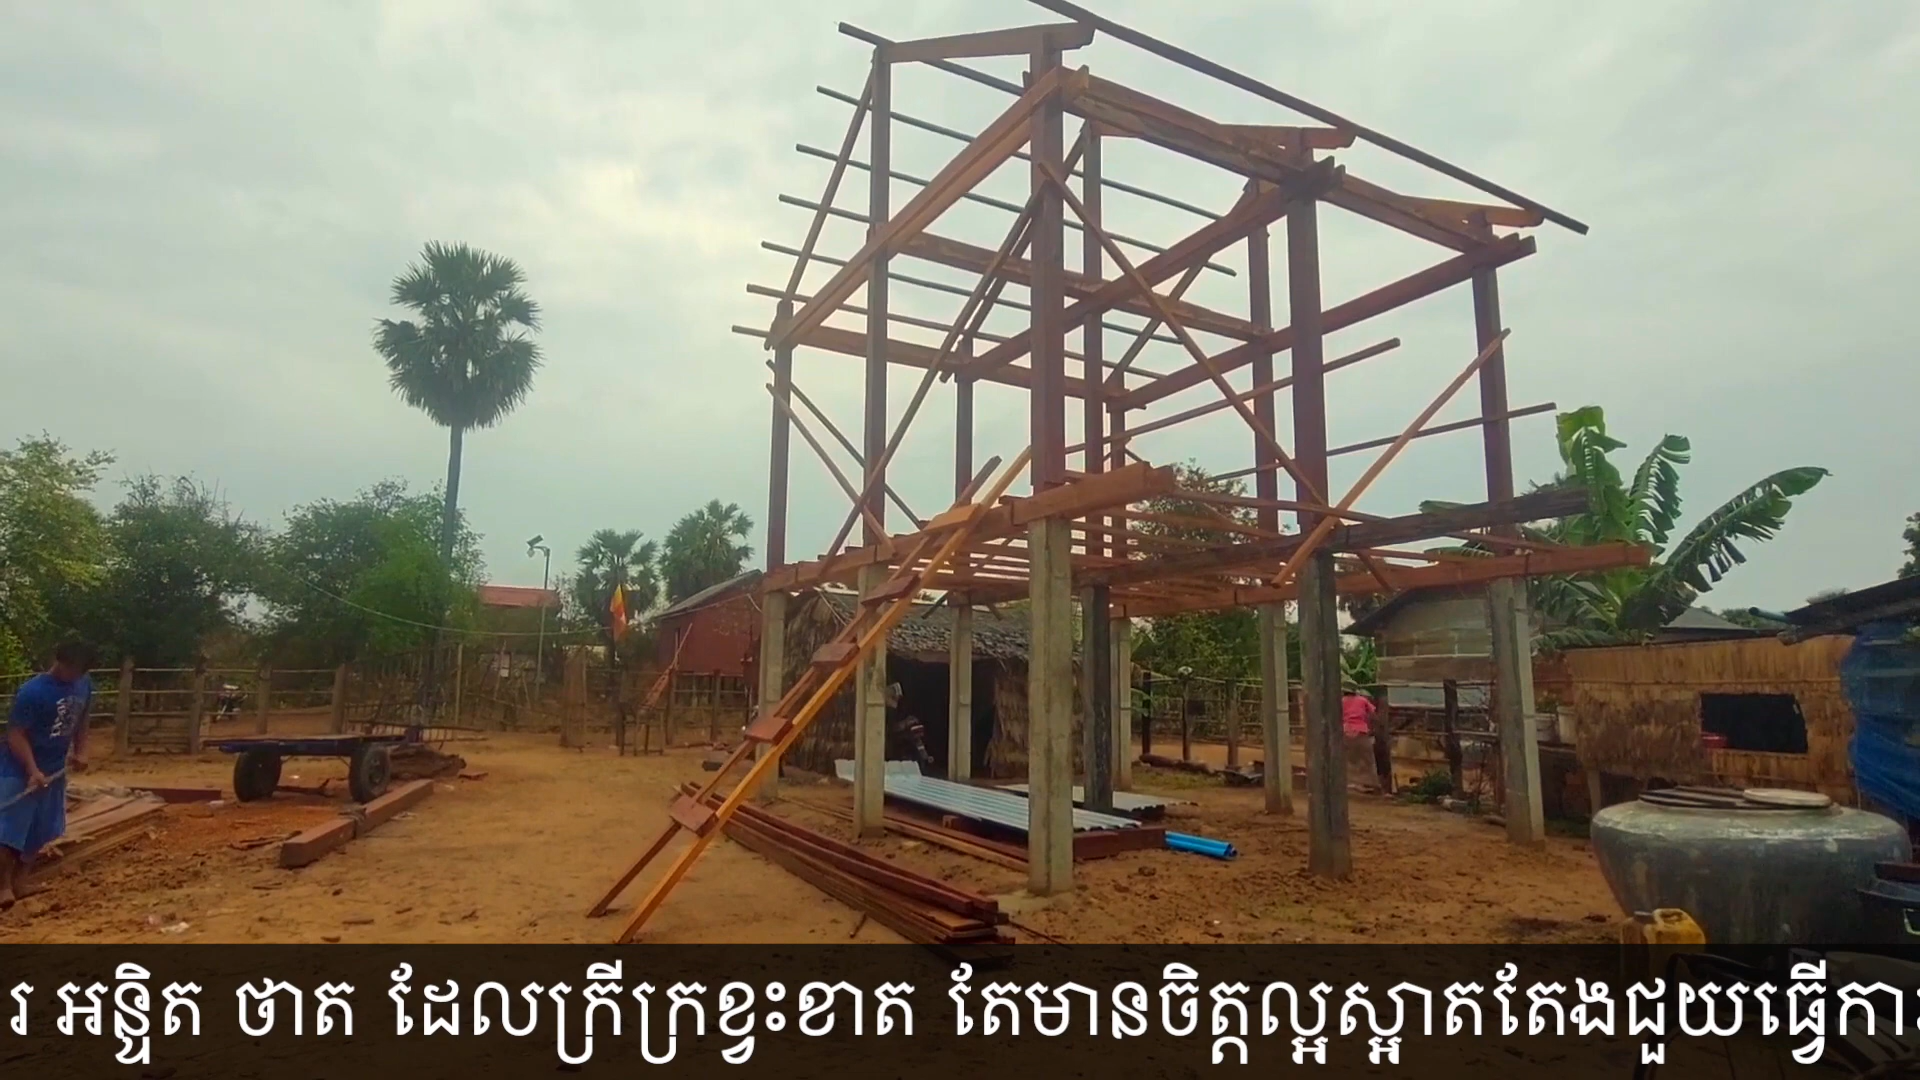 រ អន្ទិត ថាត ដែលក្រីក្រខ្វះខាត តែមានចិត្តល្អស្អាតតែងជួយធ្វើកា